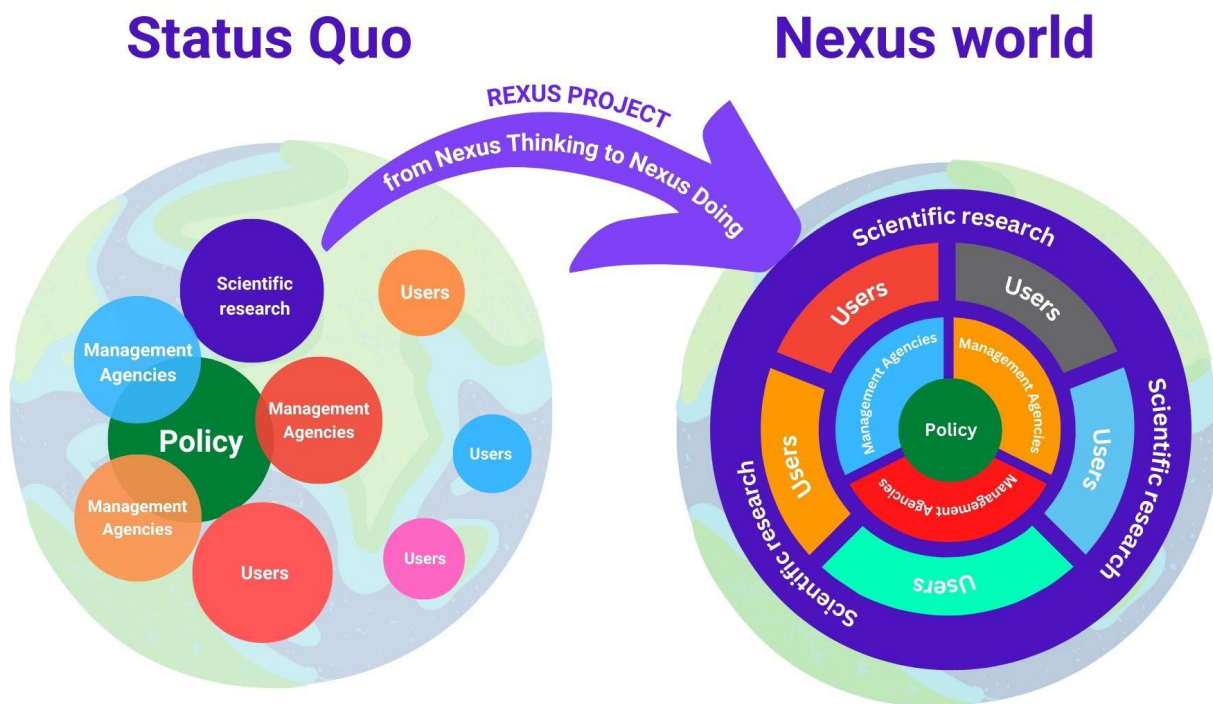 Status Quo
Nexus world
REXUS PROJECT
from Nexus Thinking to Nexus Doing
Scientific
research
Users
Management
Agencies
Management
Agencies
Policy
Users
Management
Agencies
Users
Users
Scientific research
Users
Users
Management Agencies
Management Agencies
Policy
Scientific research
Users
Users
Management Agencies
Scientific research
Users